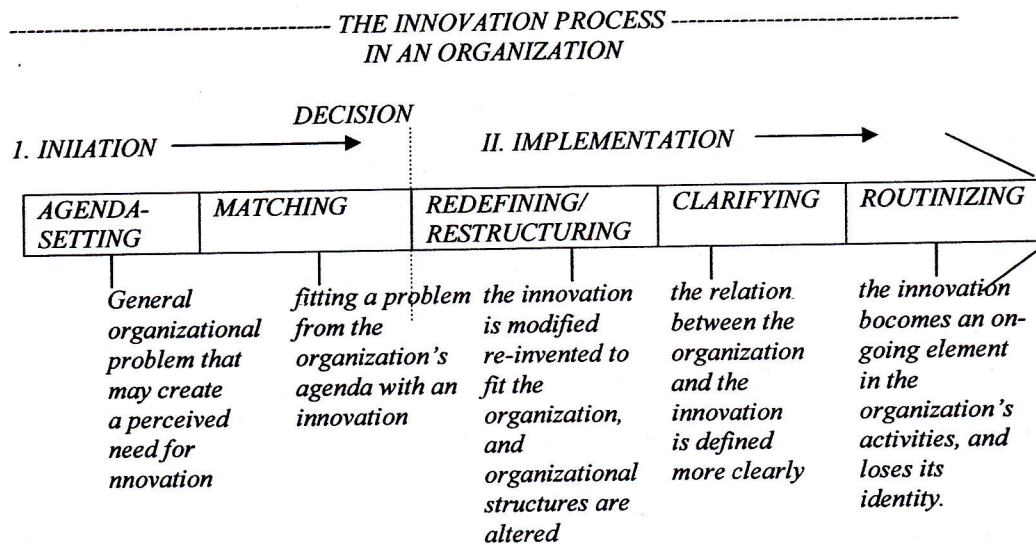 THE INNOVATION PROCESS
IN AN ORGANIZATION
DECISION
I. INIIATION
II. IMPLEMENTATION
AGENDA-
SETTING
MATCHING
REDEFINING/
RESTRUCTURING
CLARIFYING
ROUTINIZING
General
organizational
problem that
may create
a perceived
need for
nnovation
fitting a problem
from the
organization's
agenda with an
innovation
the innovation
is modified
re-invented to
fit the
organization,
and
organizational
structures are
altered
the relation
between the
organization
and the
innovation
is defined
more clearly
the innovation
bocomes an on-
going element
in the
organization's
activities, and
loses its
identity.